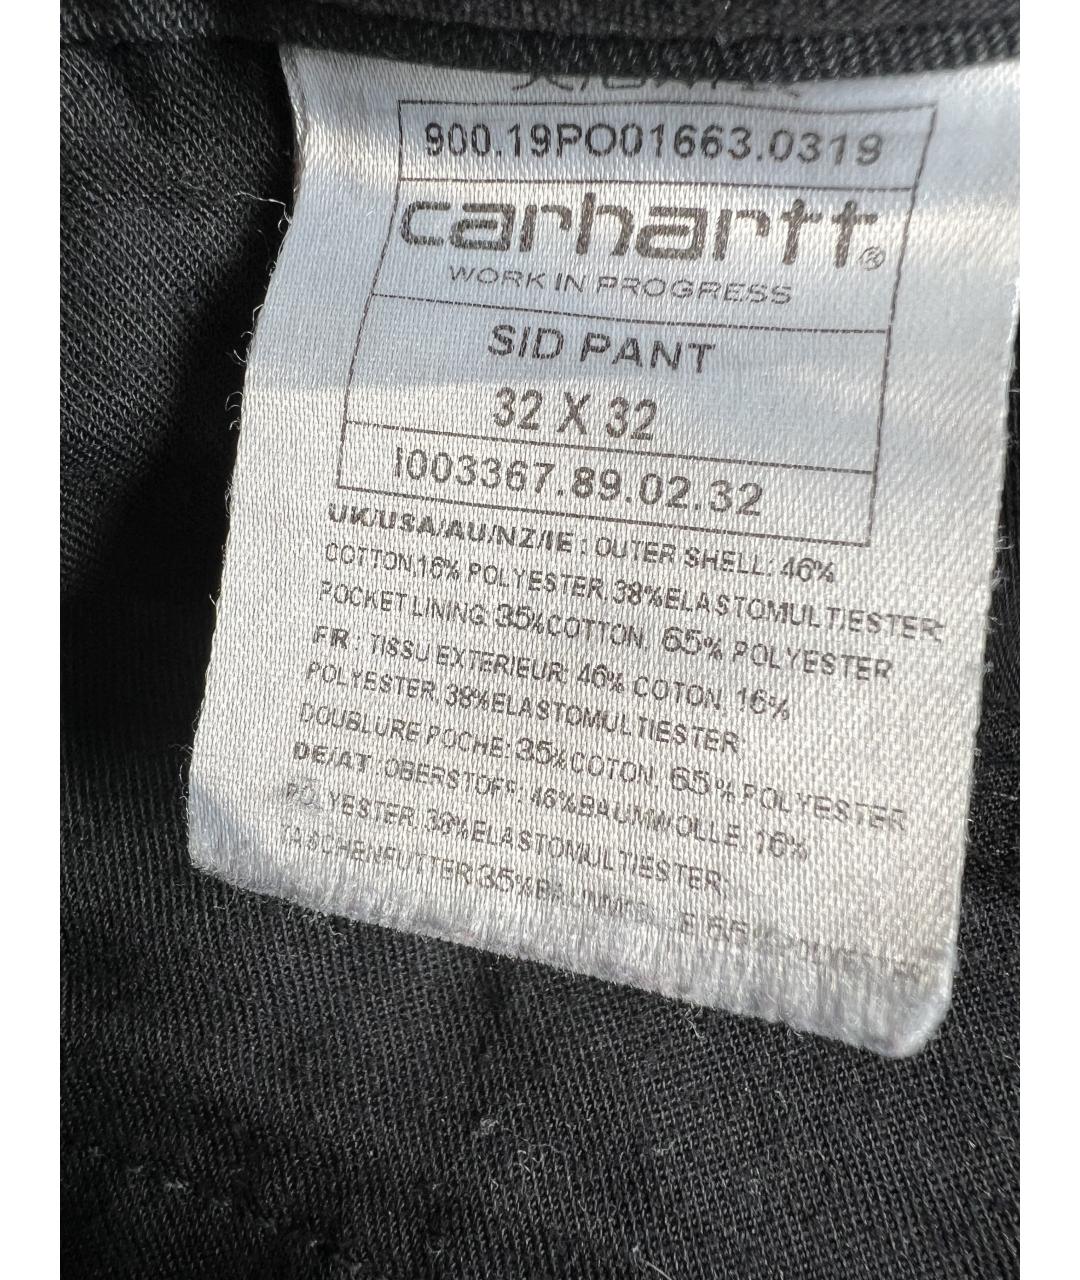 900.19PO01663.0319
carhartt®
WORK IN PROGRESS
SID PANT
32 X 32
I003367.89.02.32
UK/USA/AU/NZ/IE : OUTER SHELL: 46%
COTTON,16% POLYESTER,38%ELASTOMULTIESTER;
POCKET LINING: 35%COTTON, 65% POLYESTER
FR : TISSU EXTERIEUR: 46% COTON, 16%
POLYESTER,38%ELASTOMULTIESTER;
DOUBLURE POCHE: 35%COTON, 65%POLYESTER
DE/AT :OBERSTOFF: 46%BAUMWOLLE, 16%
POLYESTER,38%ELASTOMULTIESTER;
TASCHENFUTTER:35%